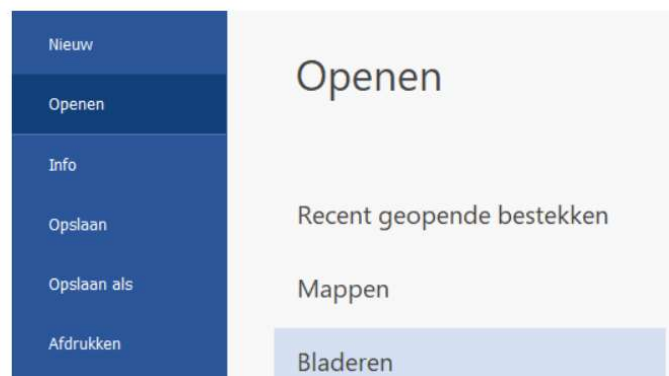 Nieuw
Openen
Info
Opslaan
Opslaan als
Afdrukken
Openen
Recent geopende bestekken
Mappen
Bladeren